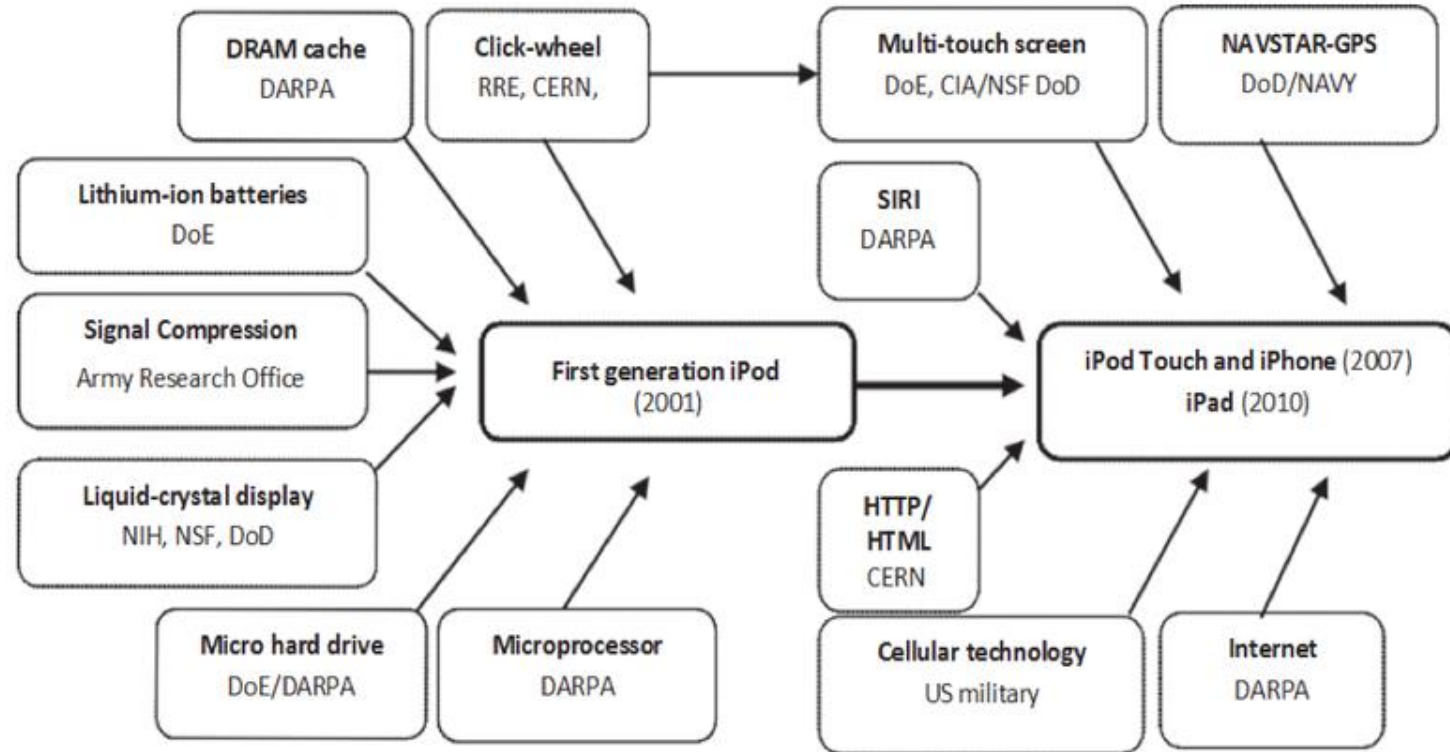 DRAM cache
DARPA
Click-wheel
RRE, CERN,
Multi-touch screen
DoE, CIA/NSF DoD
NAVSTAR-GPS
DoD/NAVY
Lithium-ion batteries
DoE
SIRI
DARPA
Signal Compression
Army Research Office
First generation iPod
(2001)
iPod Touch and iPhone (2007)
iPad (2010)
Liquid-crystal display
NIH, NSF, DoD
HTTP/
HTML
CERN
Micro hard drive
DoE/DARPA
Microprocessor
DARPA
Cellular technology
US military
Internet
DARPA